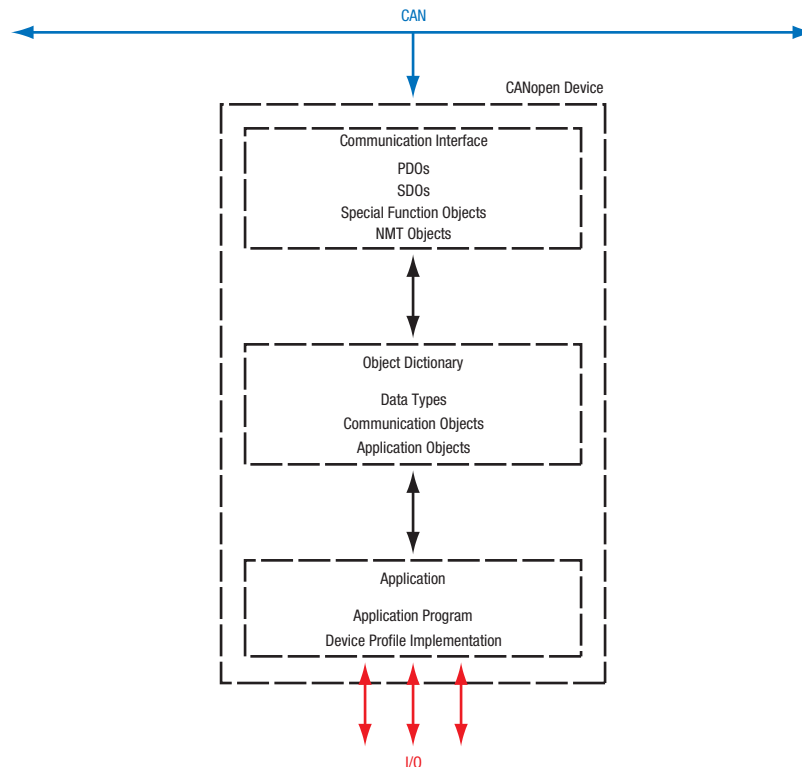 CAN
CANopen Device
Communication Interface
PDOs
SDOs
Special Function Objects
NMT Objects
Object Dictionary
Data Types
Communication Objects
Application Objects
Application
Application Program
Device Profile Implementation
I/O